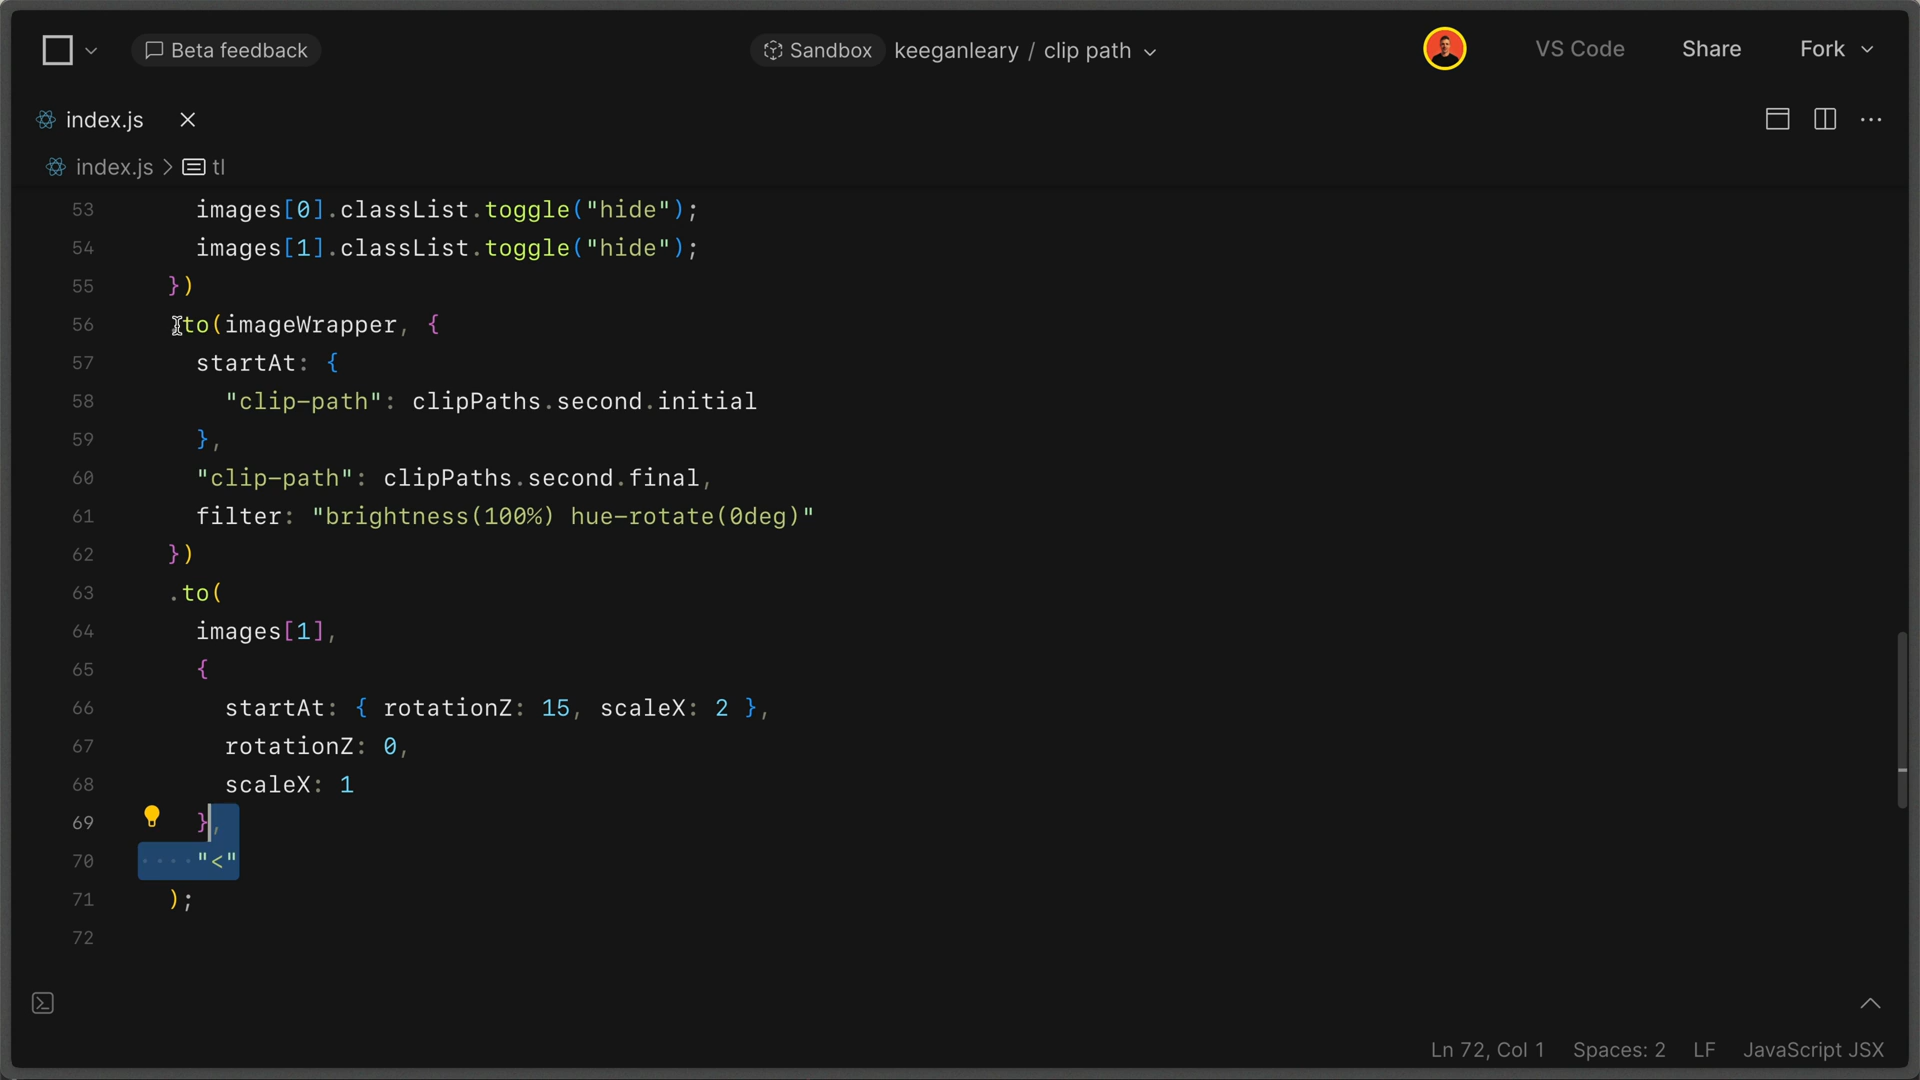 Beta feedback
Sandbox keeganleary / clip path
VS Code Share Fork
index.js
index.js > tl
53 images[0].classList.toggle("hide");
54 images[1].classList.toggle("hide");
55 })
56 .to(imageWrapper, {
57 startAt: {
58 "clip-path": clipPaths.second.initial
59 },
60 "clip-path": clipPaths.second.final,
61 filter: "brightness(100%) hue-rotate(0deg)"
62 })
63 .to(
64 images[1],
65 {
66 startAt: { rotationZ: 15, scaleX: 2 },
67 rotationZ: 0,
68 scaleX: 1
69 },
70 "<"
71 );
72
Ln 72, Col 1 Spaces: 2 LF JavaScript JSX